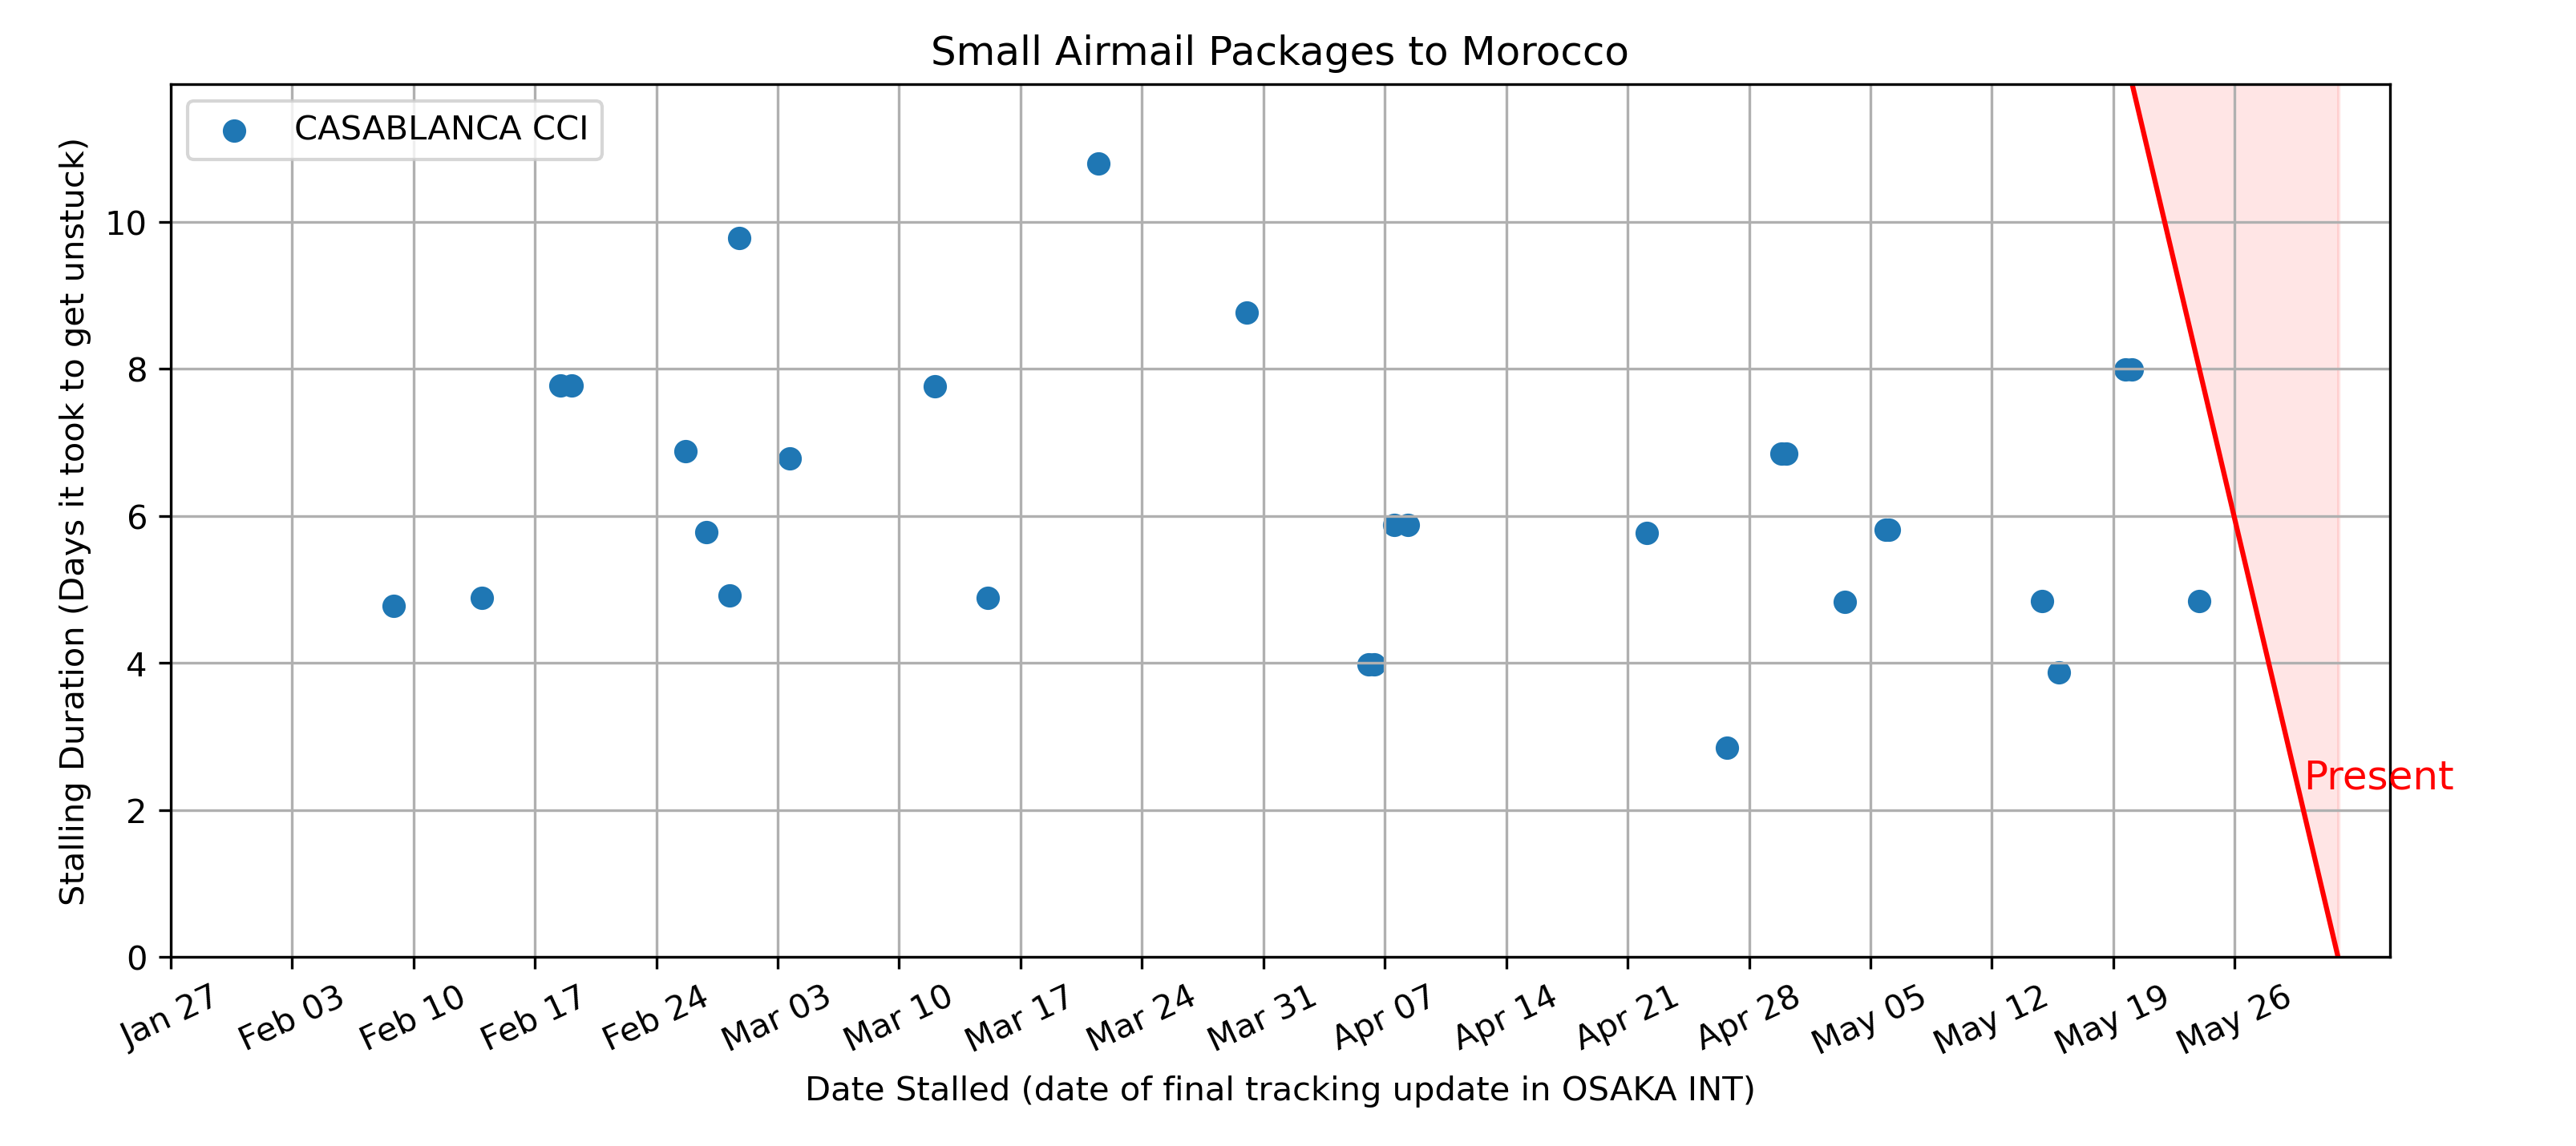 Small Airmail Packages to Morocco
CASABLANCA CCI
Stalling Duration (Days it took to get unstuck)
10
8
6
4
2
0
Present
Jan 27
Feb 03
Feb 10
Feb 17
Feb 24
Mar 03
Mar 10
Mar 17
Mar 24
Mar 31
Apr 07
Apr 14
Apr 21
Apr 28
May 05
May 12
May 19
May 26
Date Stalled (date of final tracking update in OSAKA INT)